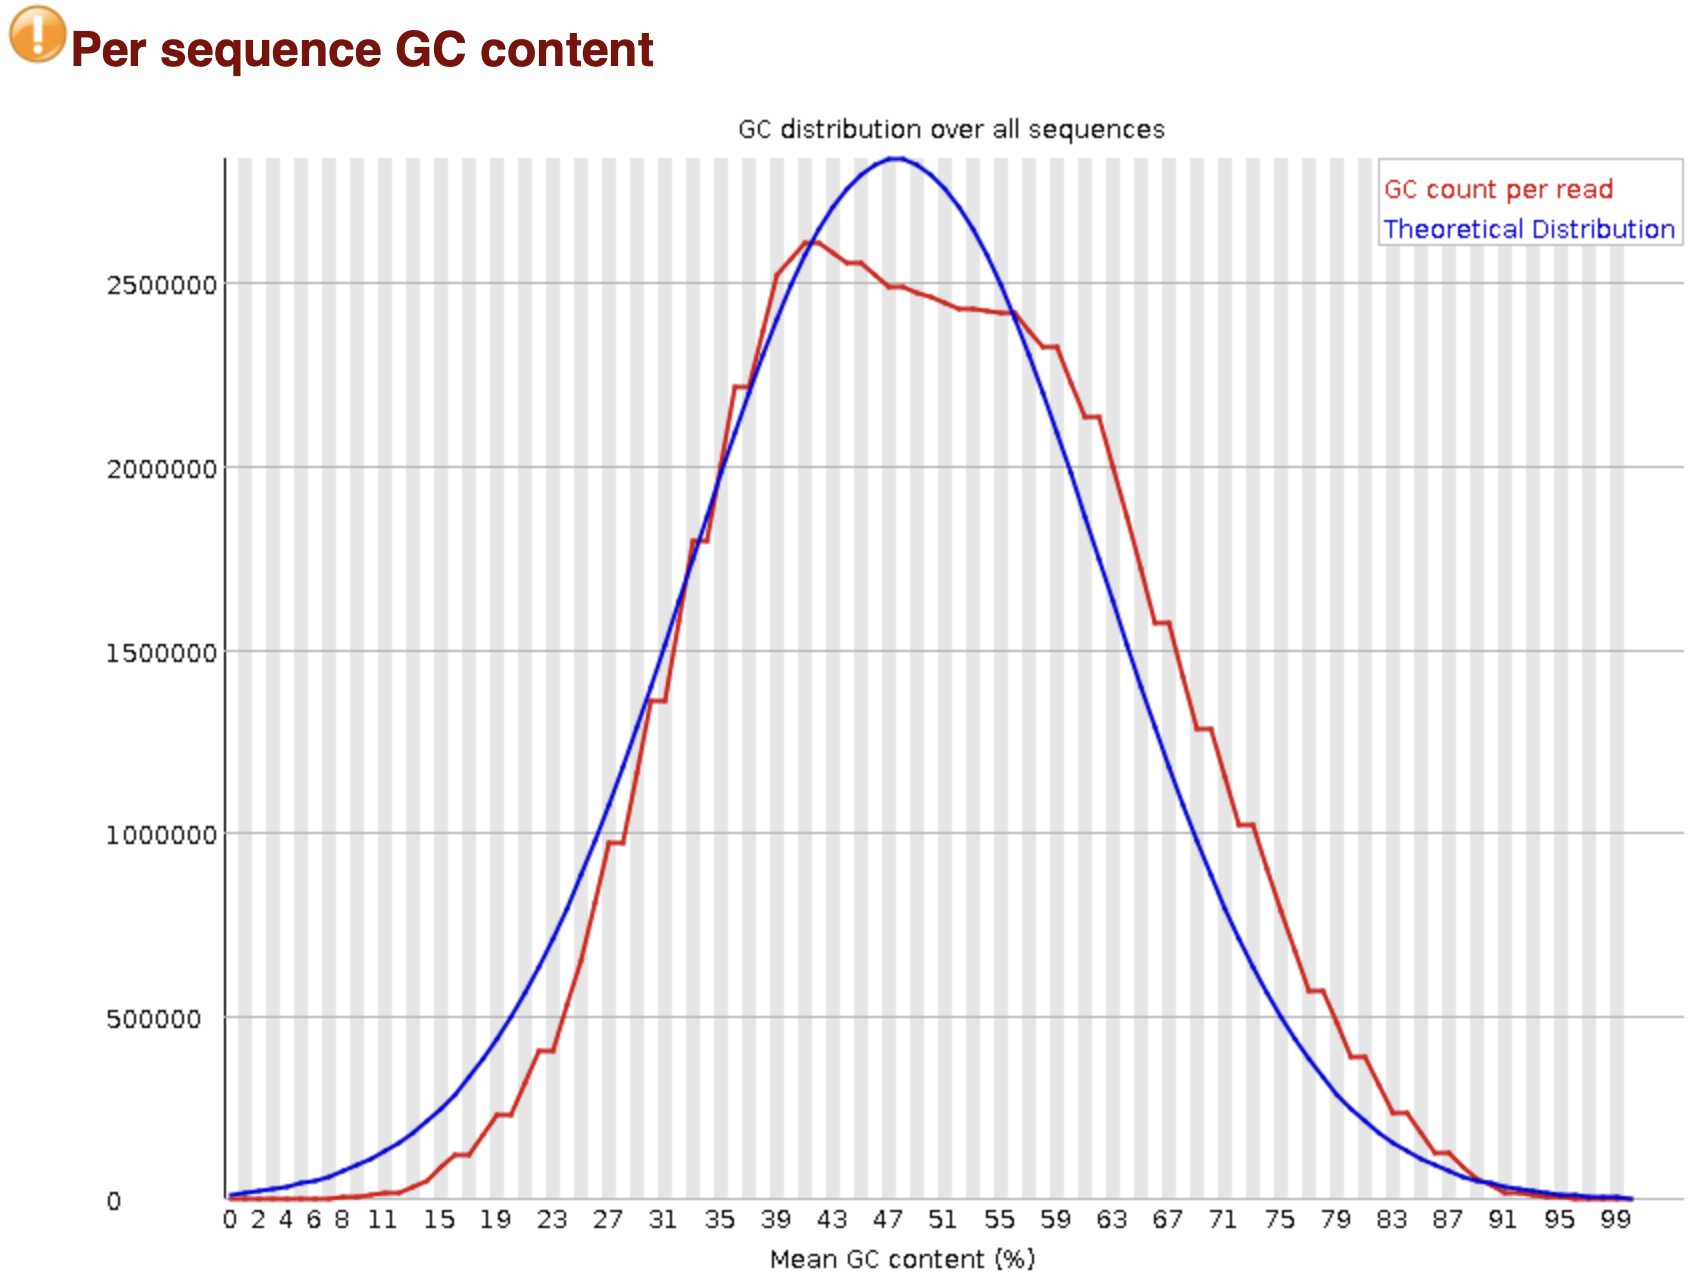 Per sequence GC content
GC distribution over all sequences
GC count per read
Theoretical Distribution
2500000
2000000
1500000
1000000
500000
0
0 2 4 6 8 11 15 19 23 27 31 35 39 43 47 51 55 59 63 67 71 75 79 83 87 91 95 99
Mean GC content (%)